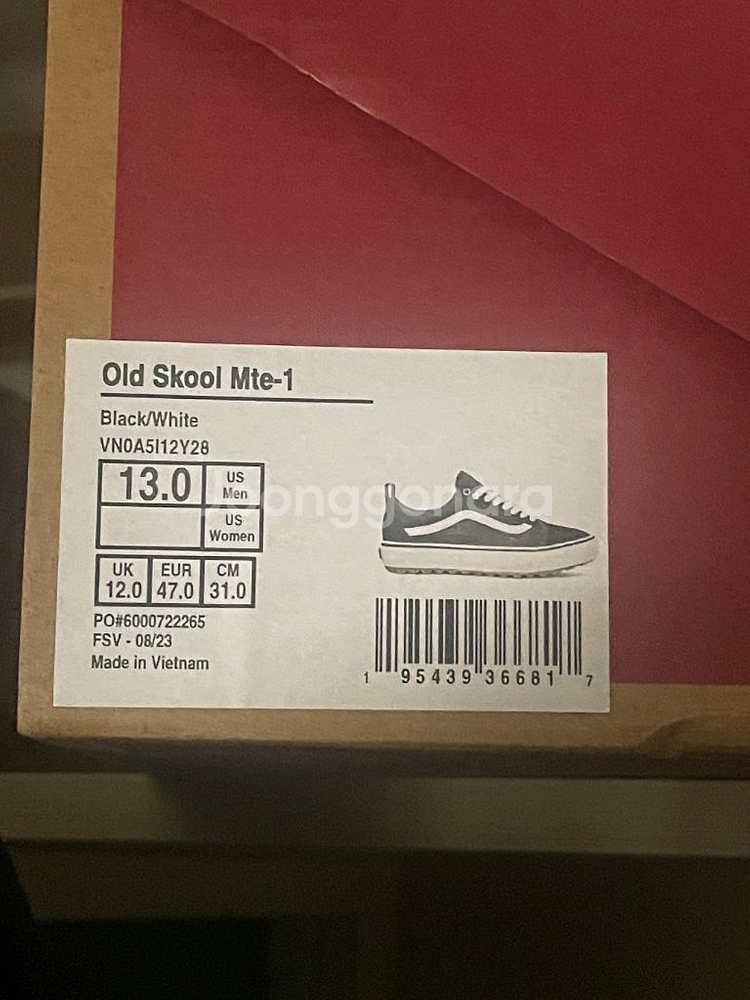 Old Skool Mte-1
Black/White
VN0A5I12Y28
13.0 US Men
US Women
UK EUR CM
12.0 47.0 31.0
PO#6000722265
FSV - 08/23
Made in Vietnam
1 95439 36681 7
Joonggonara